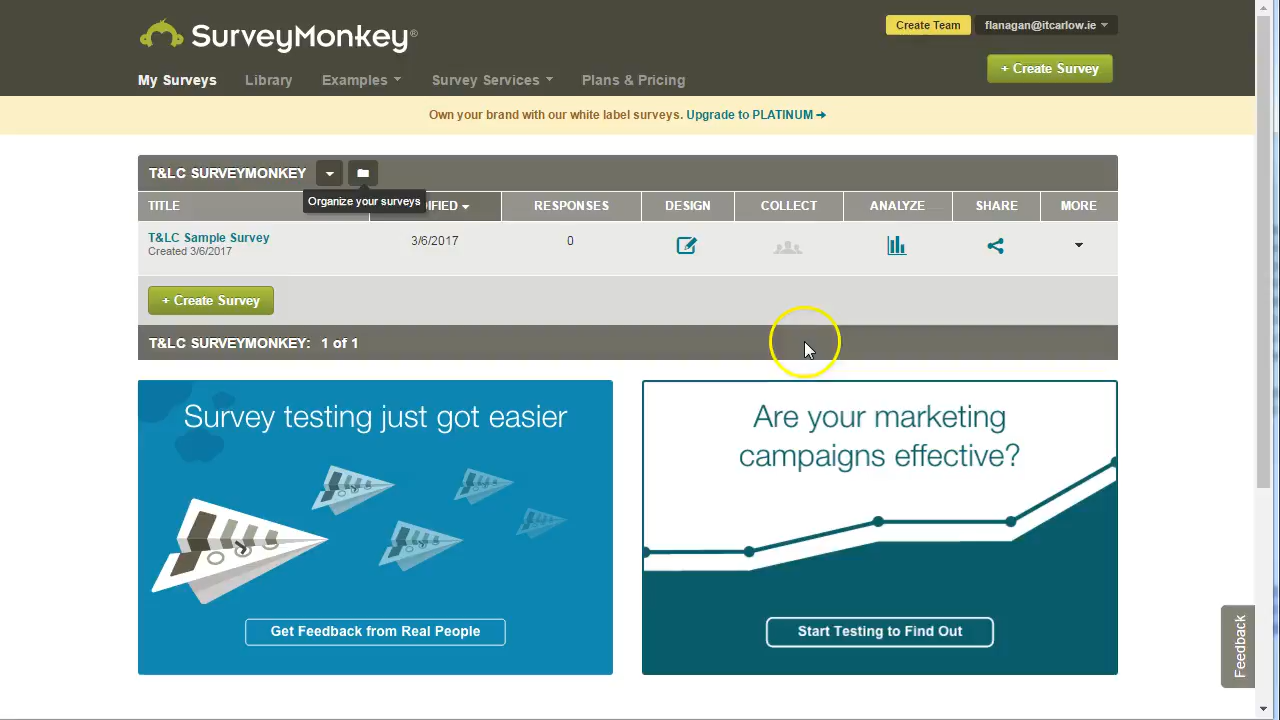 SurveyMonkey®
Create Team
flanagan@itcarlow.ie
My Surveys
Library
Examples
Survey Services
Plans & Pricing
+ Create Survey
Own your brand with our white label surveys. Upgrade to PLATINUM →
T&LC SURVEYMONKEY
Organize your surveys
TITLE
IFIED
RESPONSES
DESIGN
COLLECT
ANALYZE
SHARE
MORE
T&LC Sample Survey
Created 3/6/2017
3/6/2017
0
+ Create Survey
T&LC SURVEYMONKEY: 1 of 1
Survey testing just got easier
Get Feedback from Real People
Are your marketing
campaigns effective?
Start Testing to Find Out
Feedback